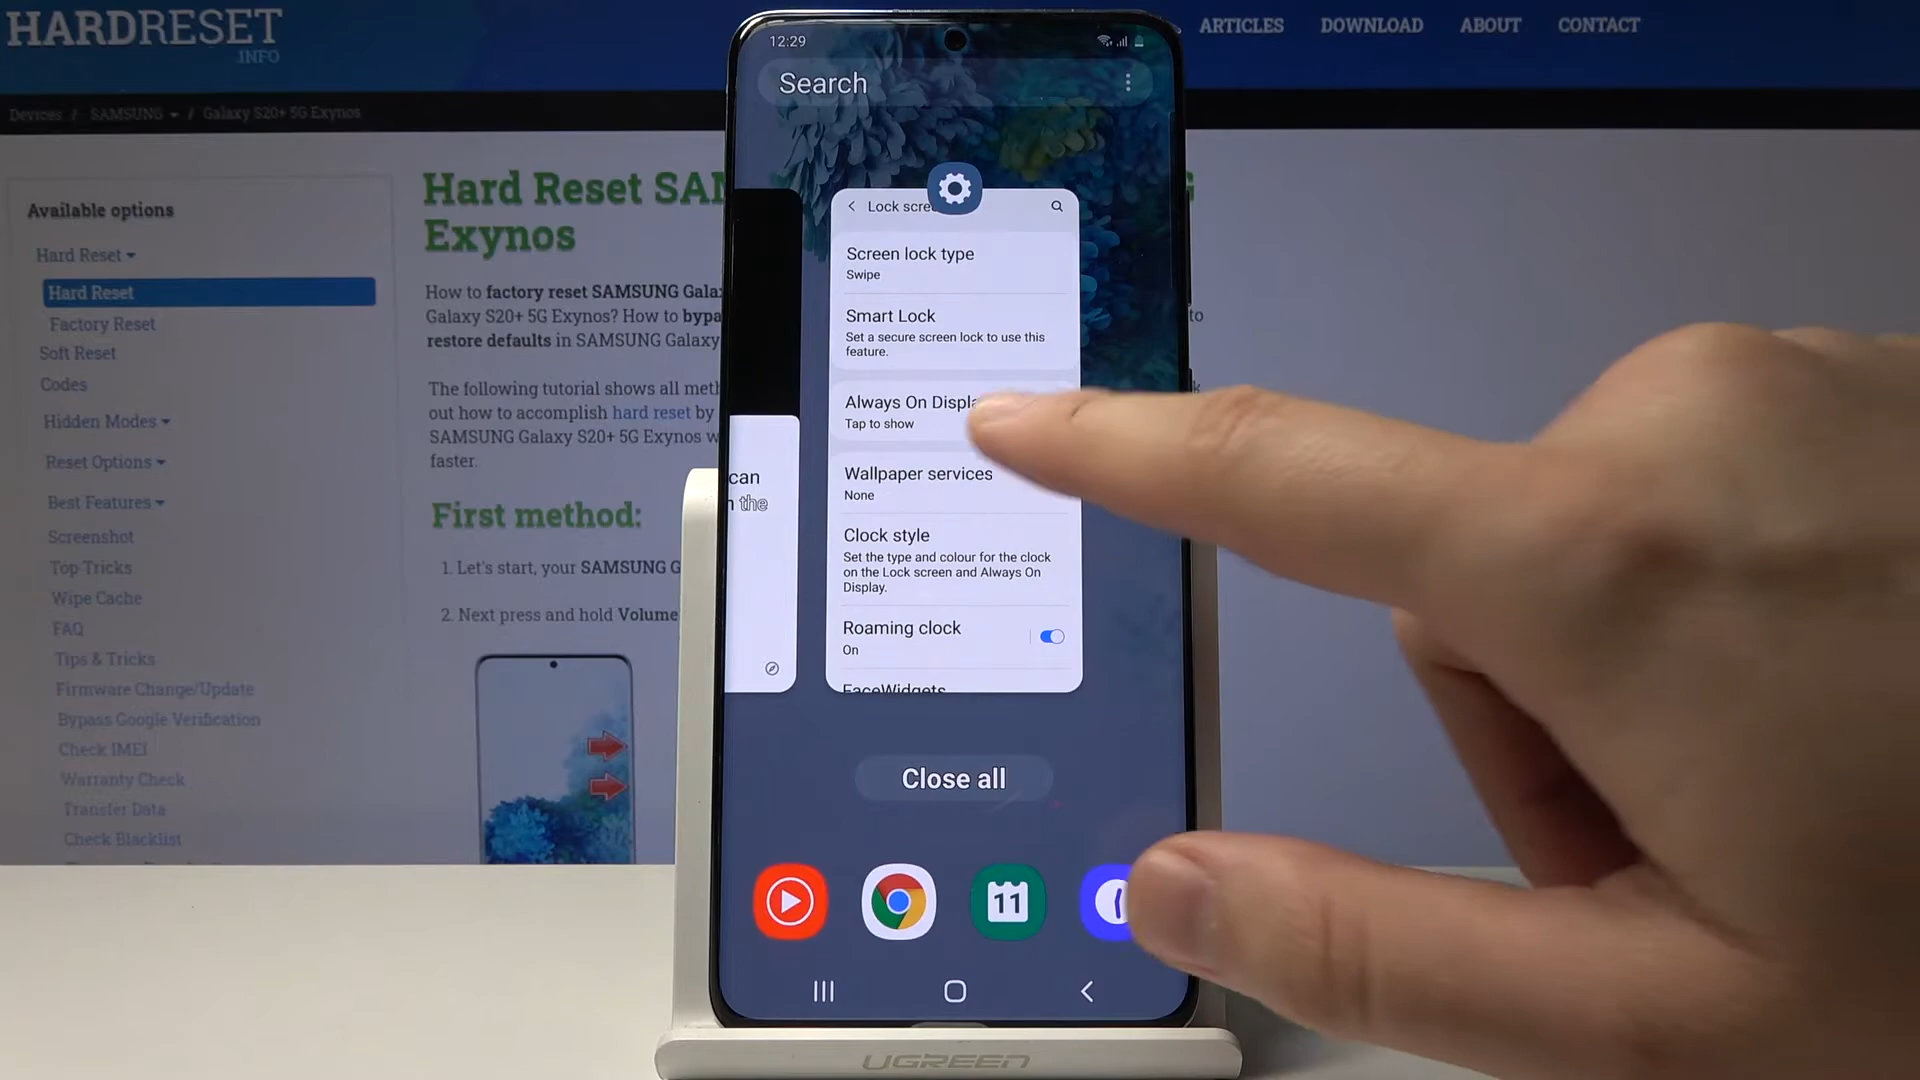 HARDRESET
.INFO
ARTICLES
DOWNLOAD
ABOUT
CONTACT
Devices / SAMSUNG / Galaxy S20+ 5G Exynos
Available options
Hard Reset
Hard Reset
Factory Reset
Soft Reset
Codes
Hidden Modes
Reset Options
Best Features
Screenshot
Top Tricks
Wipe Cache
FAQ
Tips & Tricks
Firmware Change/Update
Bypass Google Verification
Check IMEI
Warranty Check
Transfer Data
Check Blacklist
Hard Reset SA
Exynos
How to factory reset SAMSUNG Gala
Galaxy S20+ 5G Exynos? How to bypa
restore defaults in SAMSUNG Galaxy
The following tutorial shows all meth
out how to accomplish hard reset by
SAMSUNG Galaxy S20+ 5G Exynos w
faster.
First method:
1. Let's start, your SAMSUNG G
2. Next press and hold Volume
to
12:29
Search
can
the
Lock scre
Screen lock type
Swipe
Smart Lock
Set a secure screen lock to use this
feature.
Always On Displa
Tap to show
Wallpaper services
None
Clock style
Set the type and colour for the clock
on the Lock screen and Always On
Display.
Roaming clock
On
FaceWidgets
Close all
11
UGREEN